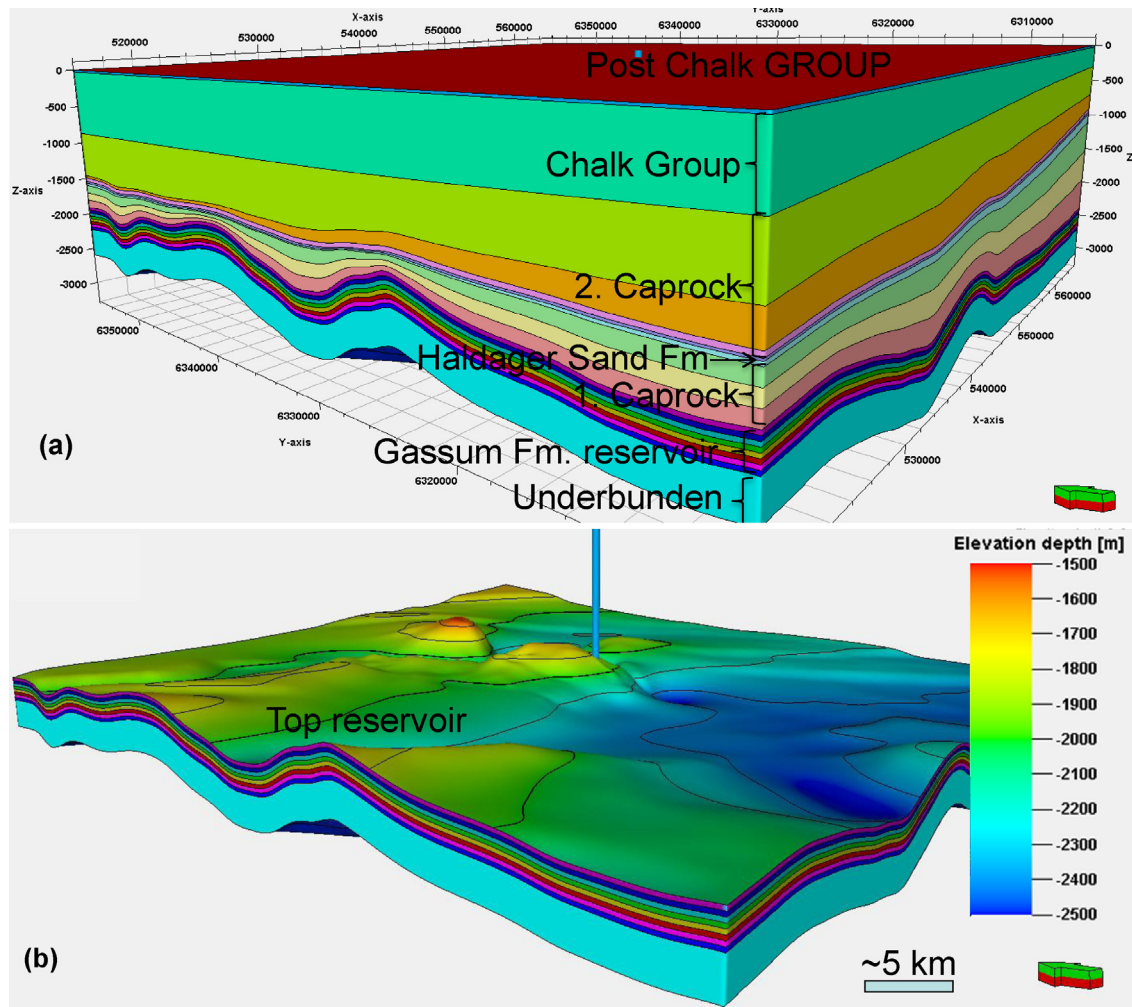 X-axis
Y-axis
520000
530000
540000
550000
560000
6350000
6340000
6330000
6320000
6310000
Post Chalk GROUP
0
-500
-1000
-1500
-2000
-2500
-3000
Z-axis
0
-500
-1000
-1500
-2000
-2500
-3000
Z
Chalk Group
2. Caprock
Haldager Sand Fm
1. Caprock
Gassum Fm. reservoir
Underbunden
6350000
6340000
6330000
6320000
Y-axis
560000
550000
540000
530000
X-axis
(a)
Elevation depth [m]
-1500
-1600
-1700
-1800
-1900
-2000
-2100
-2200
-2300
-2400
-2500
Top reservoir
(b)
~5 km